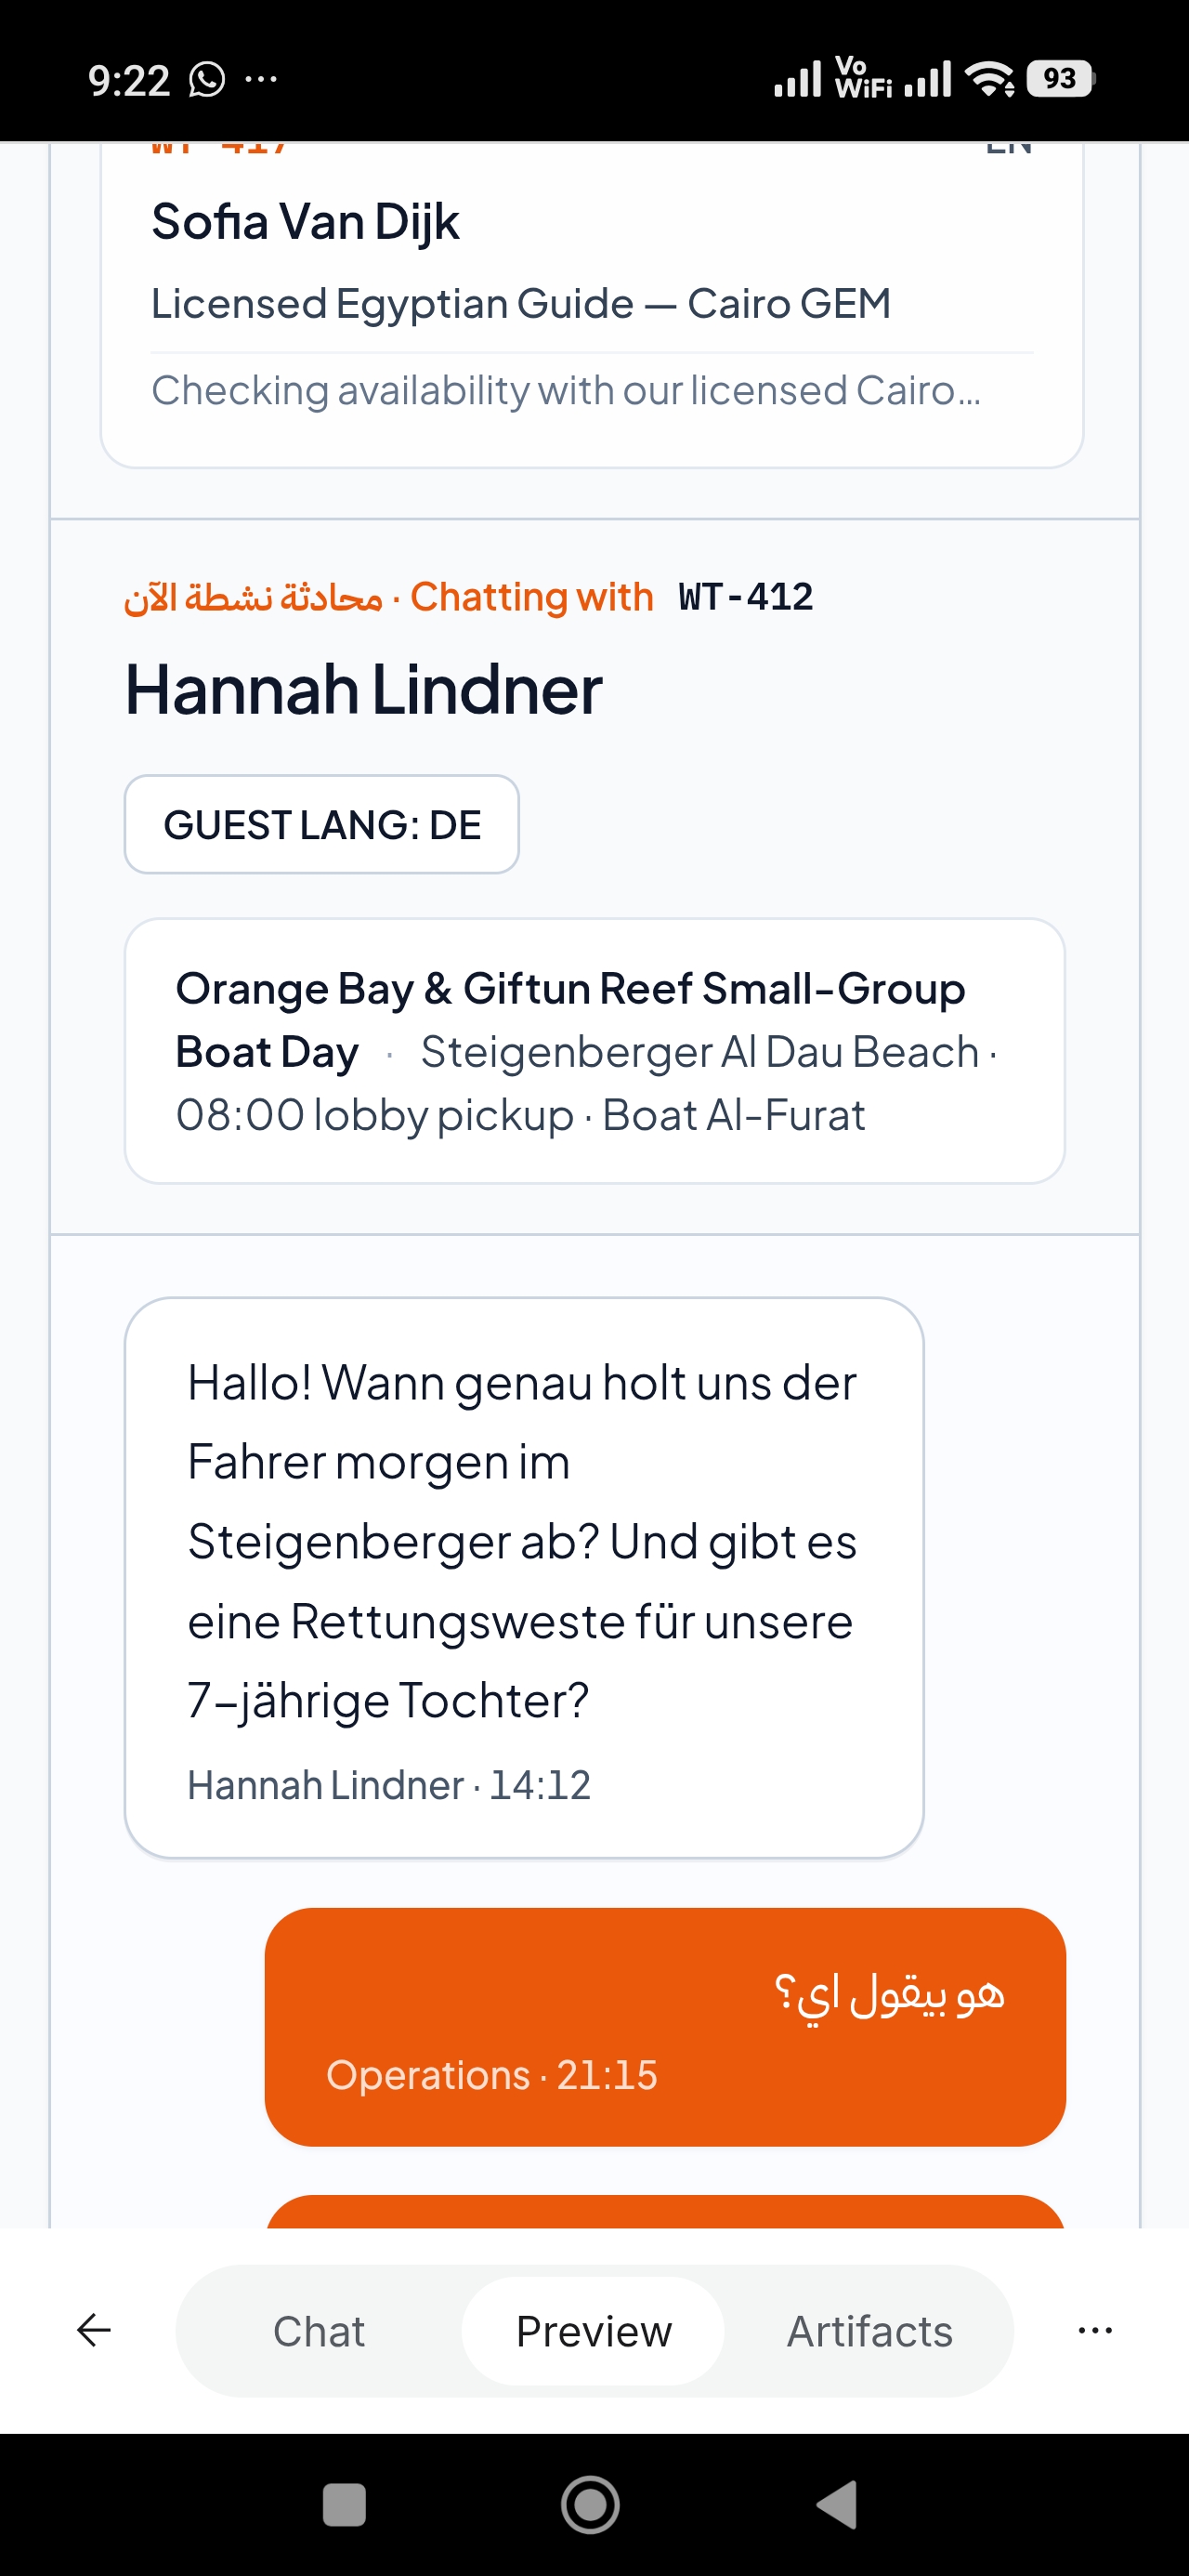 9:22
Vo
WiFi
93
WT-417
EN
Sofia Van Dijk
Licensed Egyptian Guide — Cairo GEM
Checking availability with our licensed Cairo...
محادثة نشطة الآن · Chatting with WT-412
Hannah Lindner
GUEST LANG: DE
Orange Bay & Giftun Reef Small-Group
Boat Day · Steigenberger Al Dau Beach ·
08:00 lobby pickup · Boat Al-Furat
Hallo! Wann genau holt uns der
Fahrer morgen im
Steigenberger ab? Und gibt es
eine Rettungsweste für unsere
7-jährige Tochter?
Hannah Lindner · 14:12
هو بيقول اي؟
Operations · 21:15
Chat
Preview
Artifacts